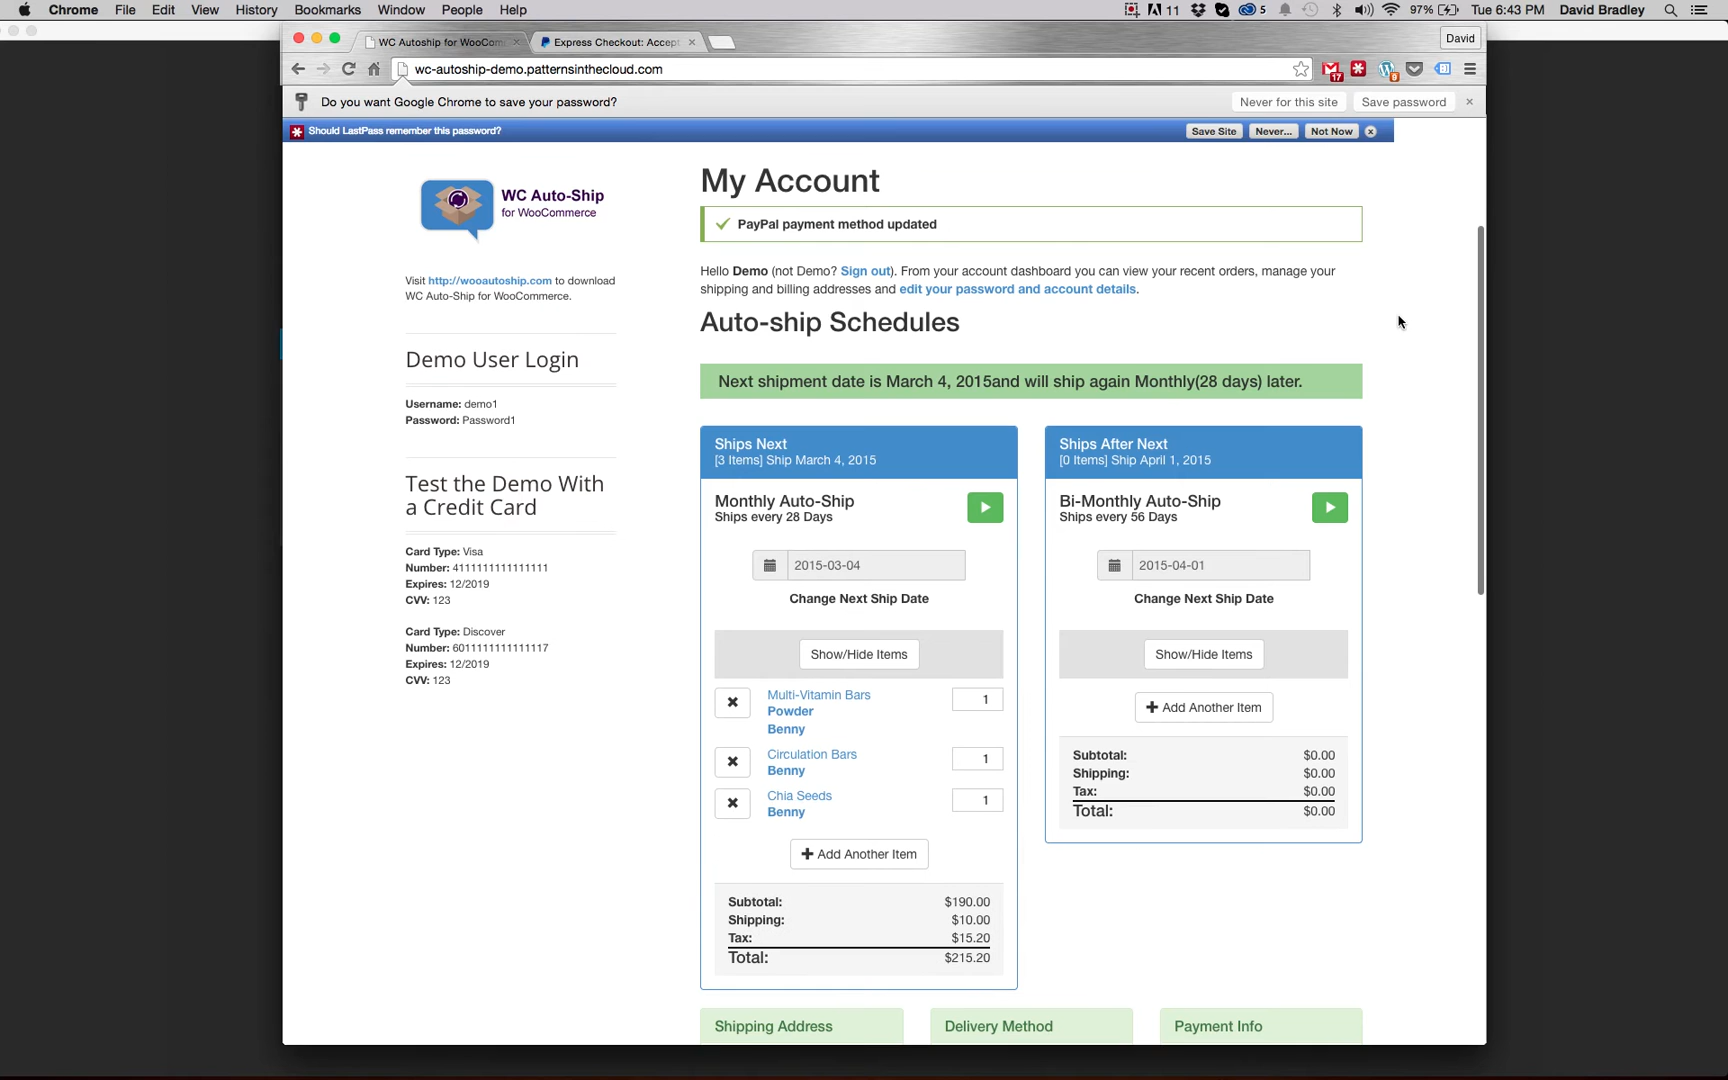 Chrome File Edit View History Bookmarks Window People Help
11 5 97% Tue 6:43 PM David Bradley
WC Autoship for WooCom
Express Checkout: Accept
David
wc-autoship-demo.patternsinthecloud.com
17
9
Do you want Google Chrome to save your password?
Never for this site
Save password
Should LastPass remember this password?
Save Site
Never...
Not Now
WC Auto-Ship
for WooCommerce
Visit http://wooautoship.com to download
WC Auto-Ship for WooCommerce.
Demo User Login
Username: demo1
Password: Password1
Test the Demo With
a Credit Card
Card Type: Visa
Number: 4111111111111111
Expires: 12/2019
CVV: 123
Card Type: Discover
Number: 6011111111111117
Expires: 12/2019
CVV: 123
My Account
PayPal payment method updated
Hello Demo (not Demo? Sign out). From your account dashboard you can view your recent orders, manage your
shipping and billing addresses and edit your password and account details.
Auto-ship Schedules
Next shipment date is March 4, 2015and will ship again Monthly(28 days) later.
Ships Next
[3 Items] Ship March 4, 2015
Monthly Auto-Ship
Ships every 28 Days
2015-03-04
Change Next Ship Date
Show/Hide Items
Multi-Vitamin Bars
Powder
Benny
1
Circulation Bars
Benny
1
Chia Seeds
Benny
1
Add Another Item
Subtotal: $190.00
Shipping: $10.00
Tax: $15.20
Total: $215.20
Ships After Next
[0 Items] Ship April 1, 2015
Bi-Monthly Auto-Ship
Ships every 56 Days
2015-04-01
Change Next Ship Date
Show/Hide Items
Add Another Item
Subtotal: $0.00
Shipping: $0.00
Tax: $0.00
Total: $0.00
Shipping Address
Delivery Method
Payment Info